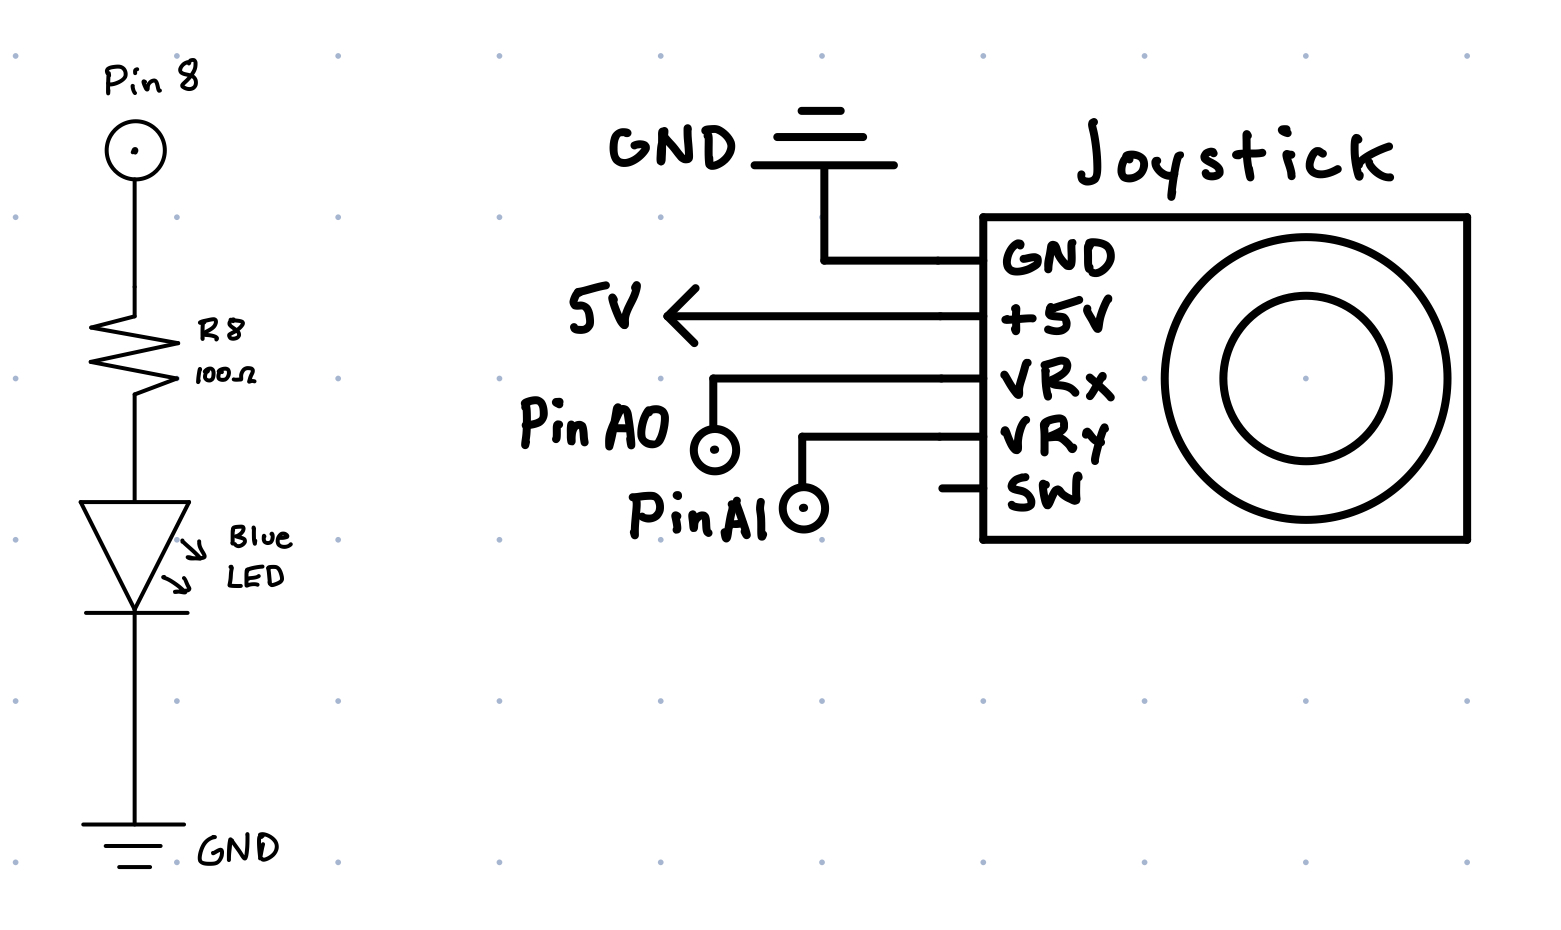 Pin 8
R8
100Ω
Blue
LED
GND
GND
5V
Pin A0
Pin A1
Joystick
GND
+5V
VRx
VRy
SW